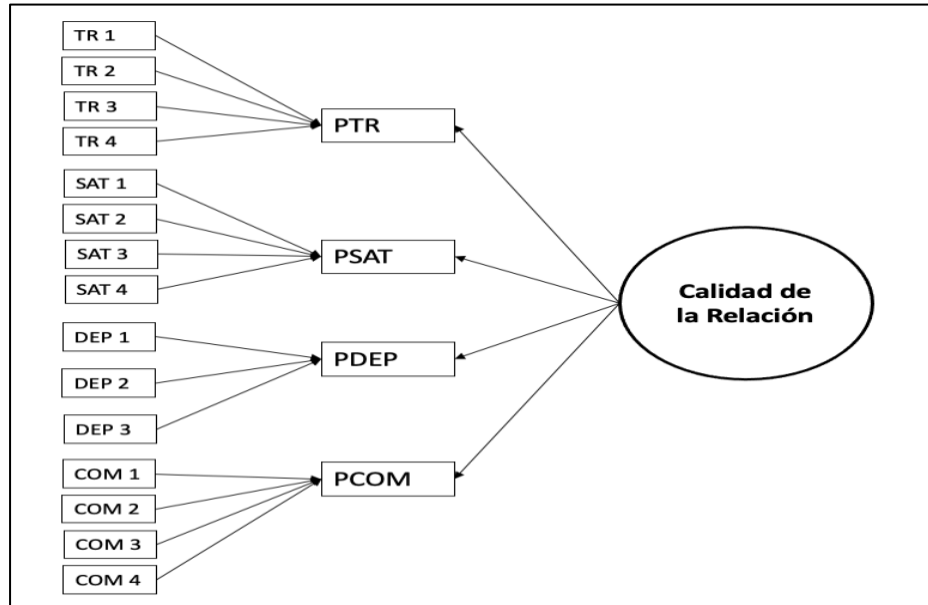 TR 1
TR 2
TR 3
TR 4
PTR
SAT 1
SAT 2
SAT 3
SAT 4
PSAT
DEP 1
DEP 2
DEP 3
PDEP
COM 1
COM 2
COM 3
COM 4
PCOM
Calidad de
la Relación